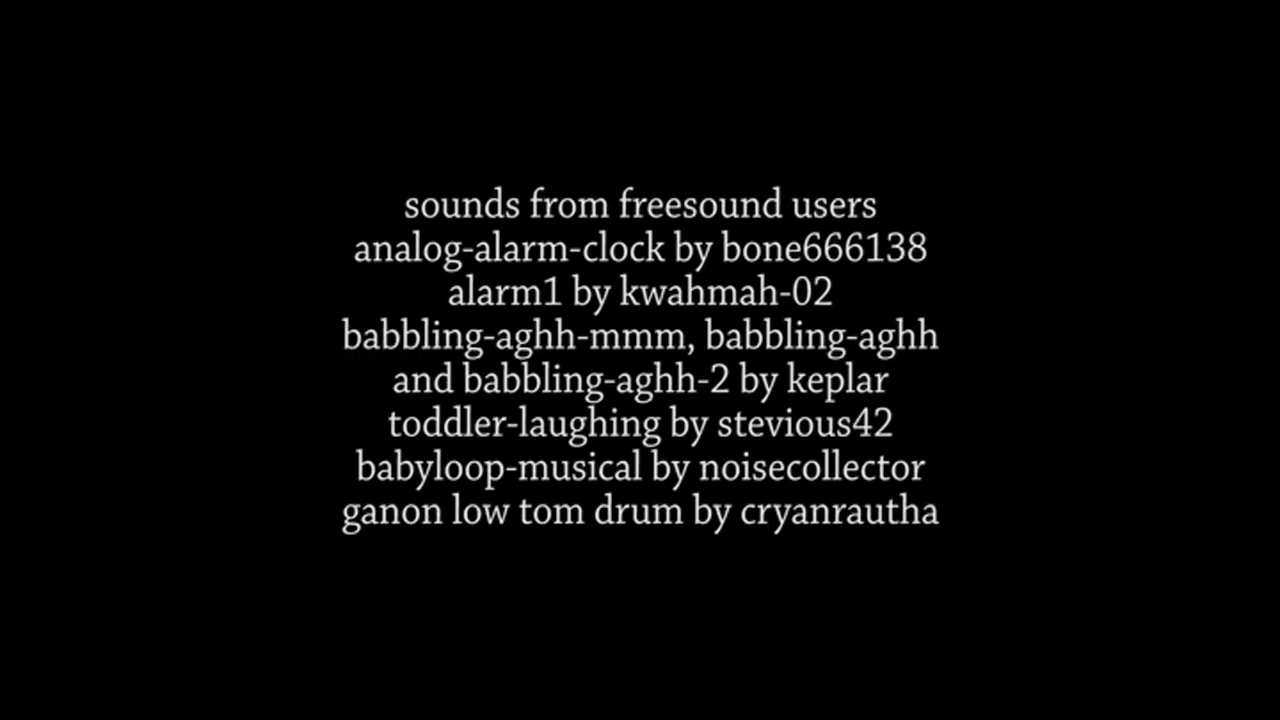 sounds from freesound users
analog-alarm-clock by bone666138
alarm1 by kwahmah-02
babbling-aghh-mmm, babbling-aghh
and babbling-aghh-2 by keplar
toddler-laughing by stevious42
babyloop-musical by noisecollector
ganon low tom drum by cryanrautha